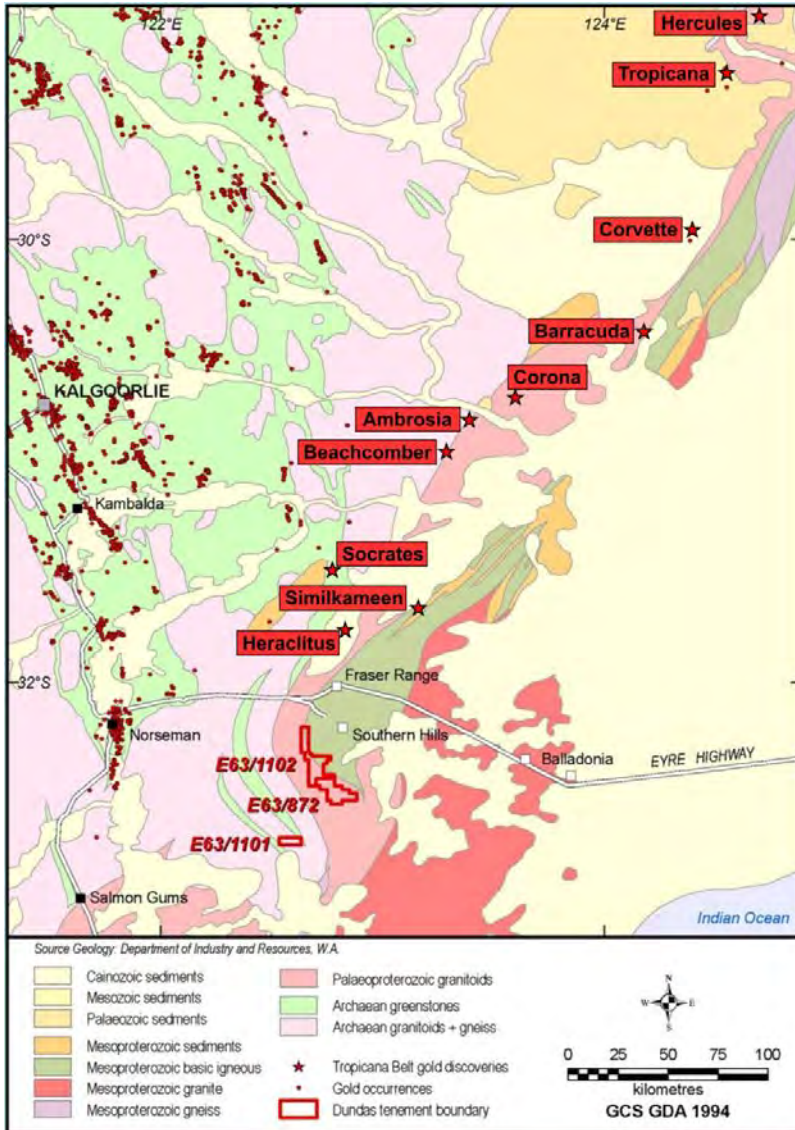 122°E
124°E
Hercules
Tropicana
30°S
Corvette
Barracuda
KALGOORLIE
Corona
Ambrosia
Beachcomber
Kambalda
Socrates
Similkameen
Heraclitus
32°S
Fraser Range
Norseman
Southern Hills
E63/1102
Balladonia
EYRE HIGHWAY
E63/872
E63/1101
Salmon Gums
Indian Ocean
Source Geology: Department of Industry and Resources, W.A.
Cainozoic sediments
Mesozoic sediments
Palaeozoic sedments
Mesoproterozoic sediments
Mesoproterozoic basic igneous
Mesoproterozoic granite
Mesoproterozoic gneiss
Palaeoproterozoic granitoids
Archaean greenstones
Archaean granitoids + gneiss
Tropicana Belt gold discoveries
Gold occurrences
Dundas tenement boundary
N
W E
S
0 25 50 75 100
kilometres
GCS GDA 1994